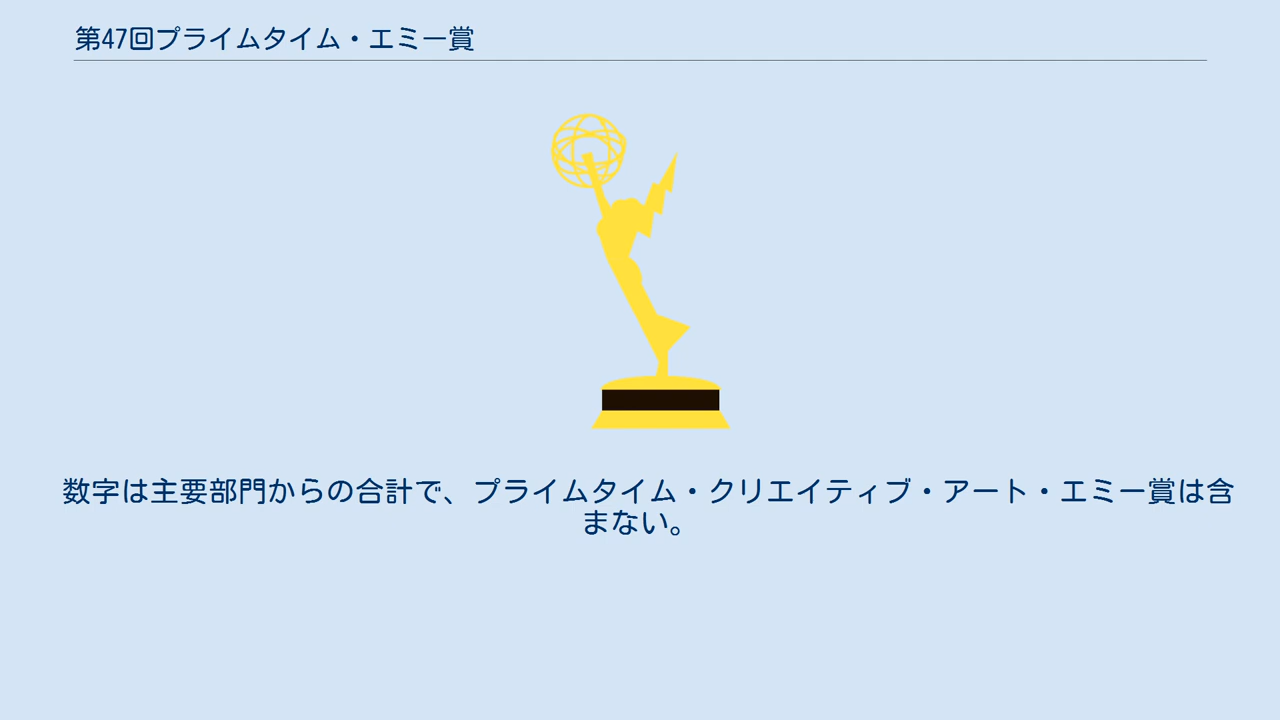 第47回プライムタイム・エミー賞
数字は主要部門からの合計で、プライムタイム・クリエイティブ・アート・エミー賞は含
まない。